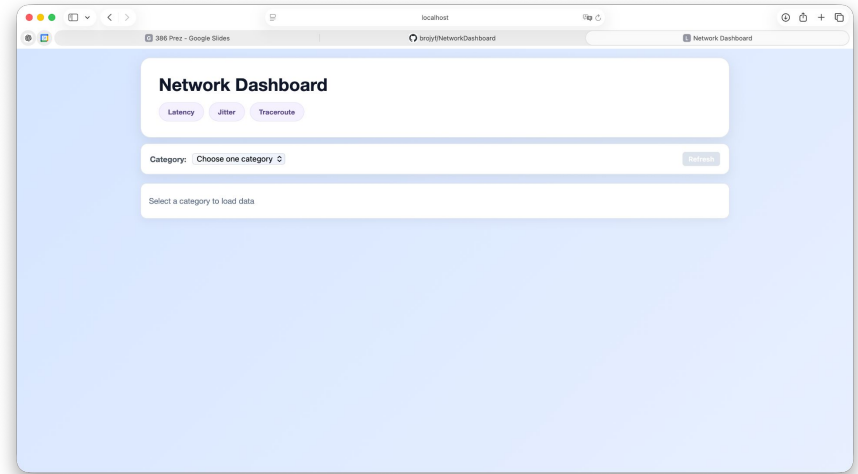 localhost
386 Prez - Google Slides
brojyf/NetworkDashboard
L Network Dashboard
Network Dashboard
Latency Jitter Traceroute
Category: Choose one category
Refresh
Select a category to load data